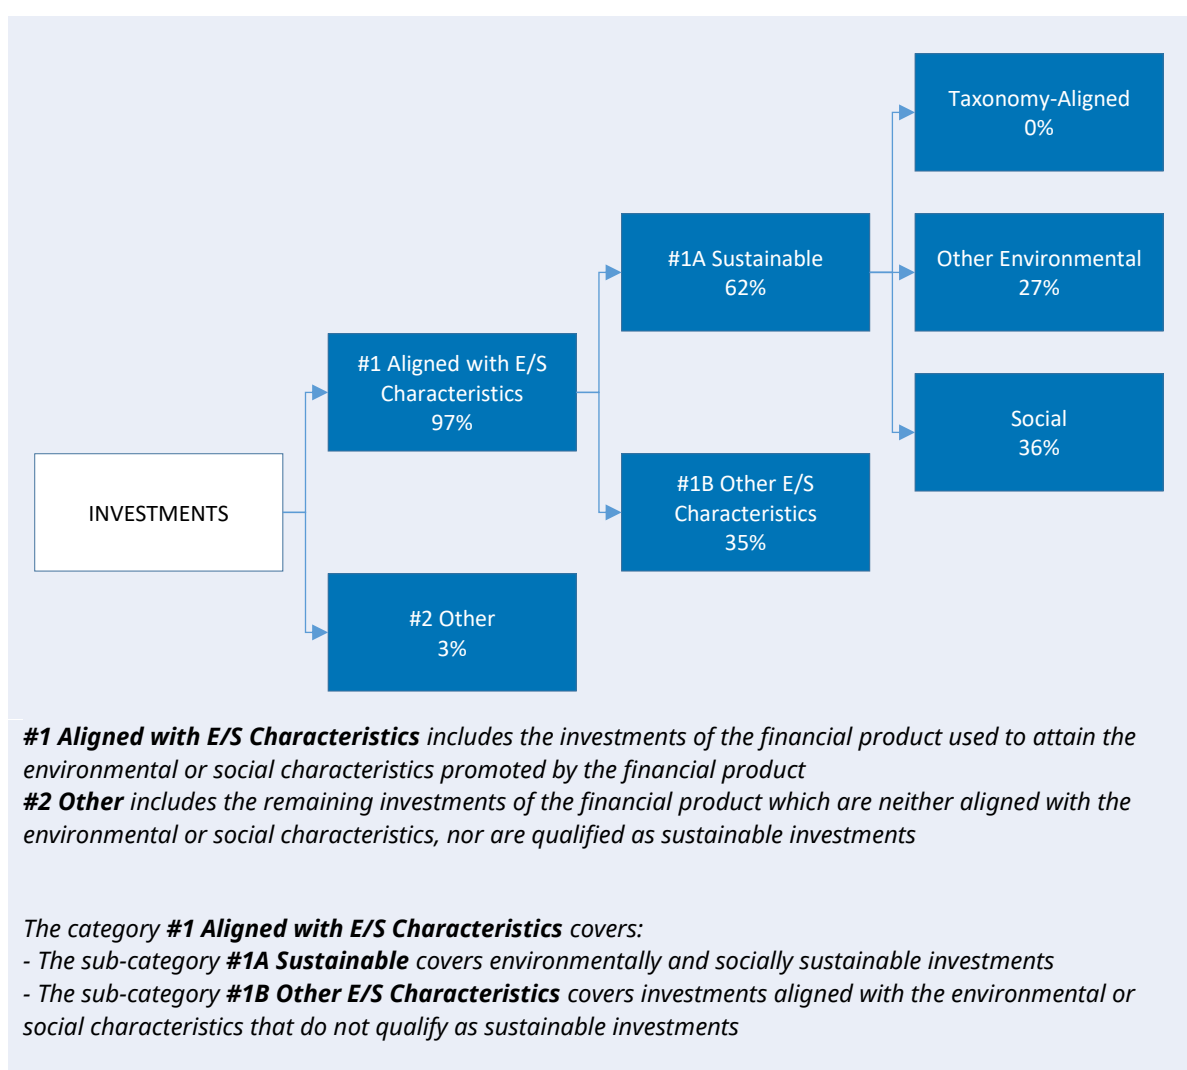 Taxonomy-Aligned
0%
#1A Sustainable
62%
Other Environmental
27%
#1 Aligned with E/S
Characteristics
97%
Social
36%
INVESTMENTS
#1B Other E/S
Characteristics
35%
#2 Other
3%
#1 Aligned with E/S Characteristics includes the investments of the financial product used to attain the
environmental or social characteristics promoted by the financial product
#2 Other includes the remaining investments of the financial product which are neither aligned with the
environmental or social characteristics, nor are qualified as sustainable investments
The category #1 Aligned with E/S Characteristics covers:
- The sub-category #1A Sustainable covers environmentally and socially sustainable investments
- The sub-category #1B Other E/S Characteristics covers investments aligned with the environmental or
social characteristics that do not qualify as sustainable investments